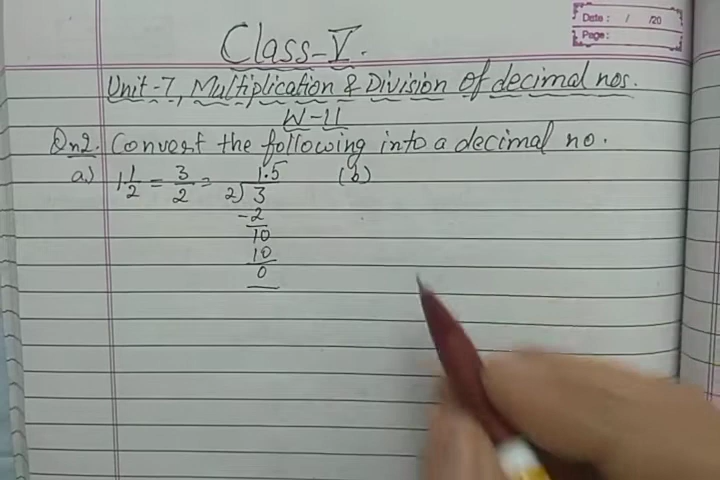 Date : / /20
Page:
Class-V.
Unit-7, Multiplication & Division of decimal nos.
W-11
Qn2. Convert the following into a decimal no.
a) 1 1/2 = 3/2 = 2)3 1.5 (b)
-2
10
10
0